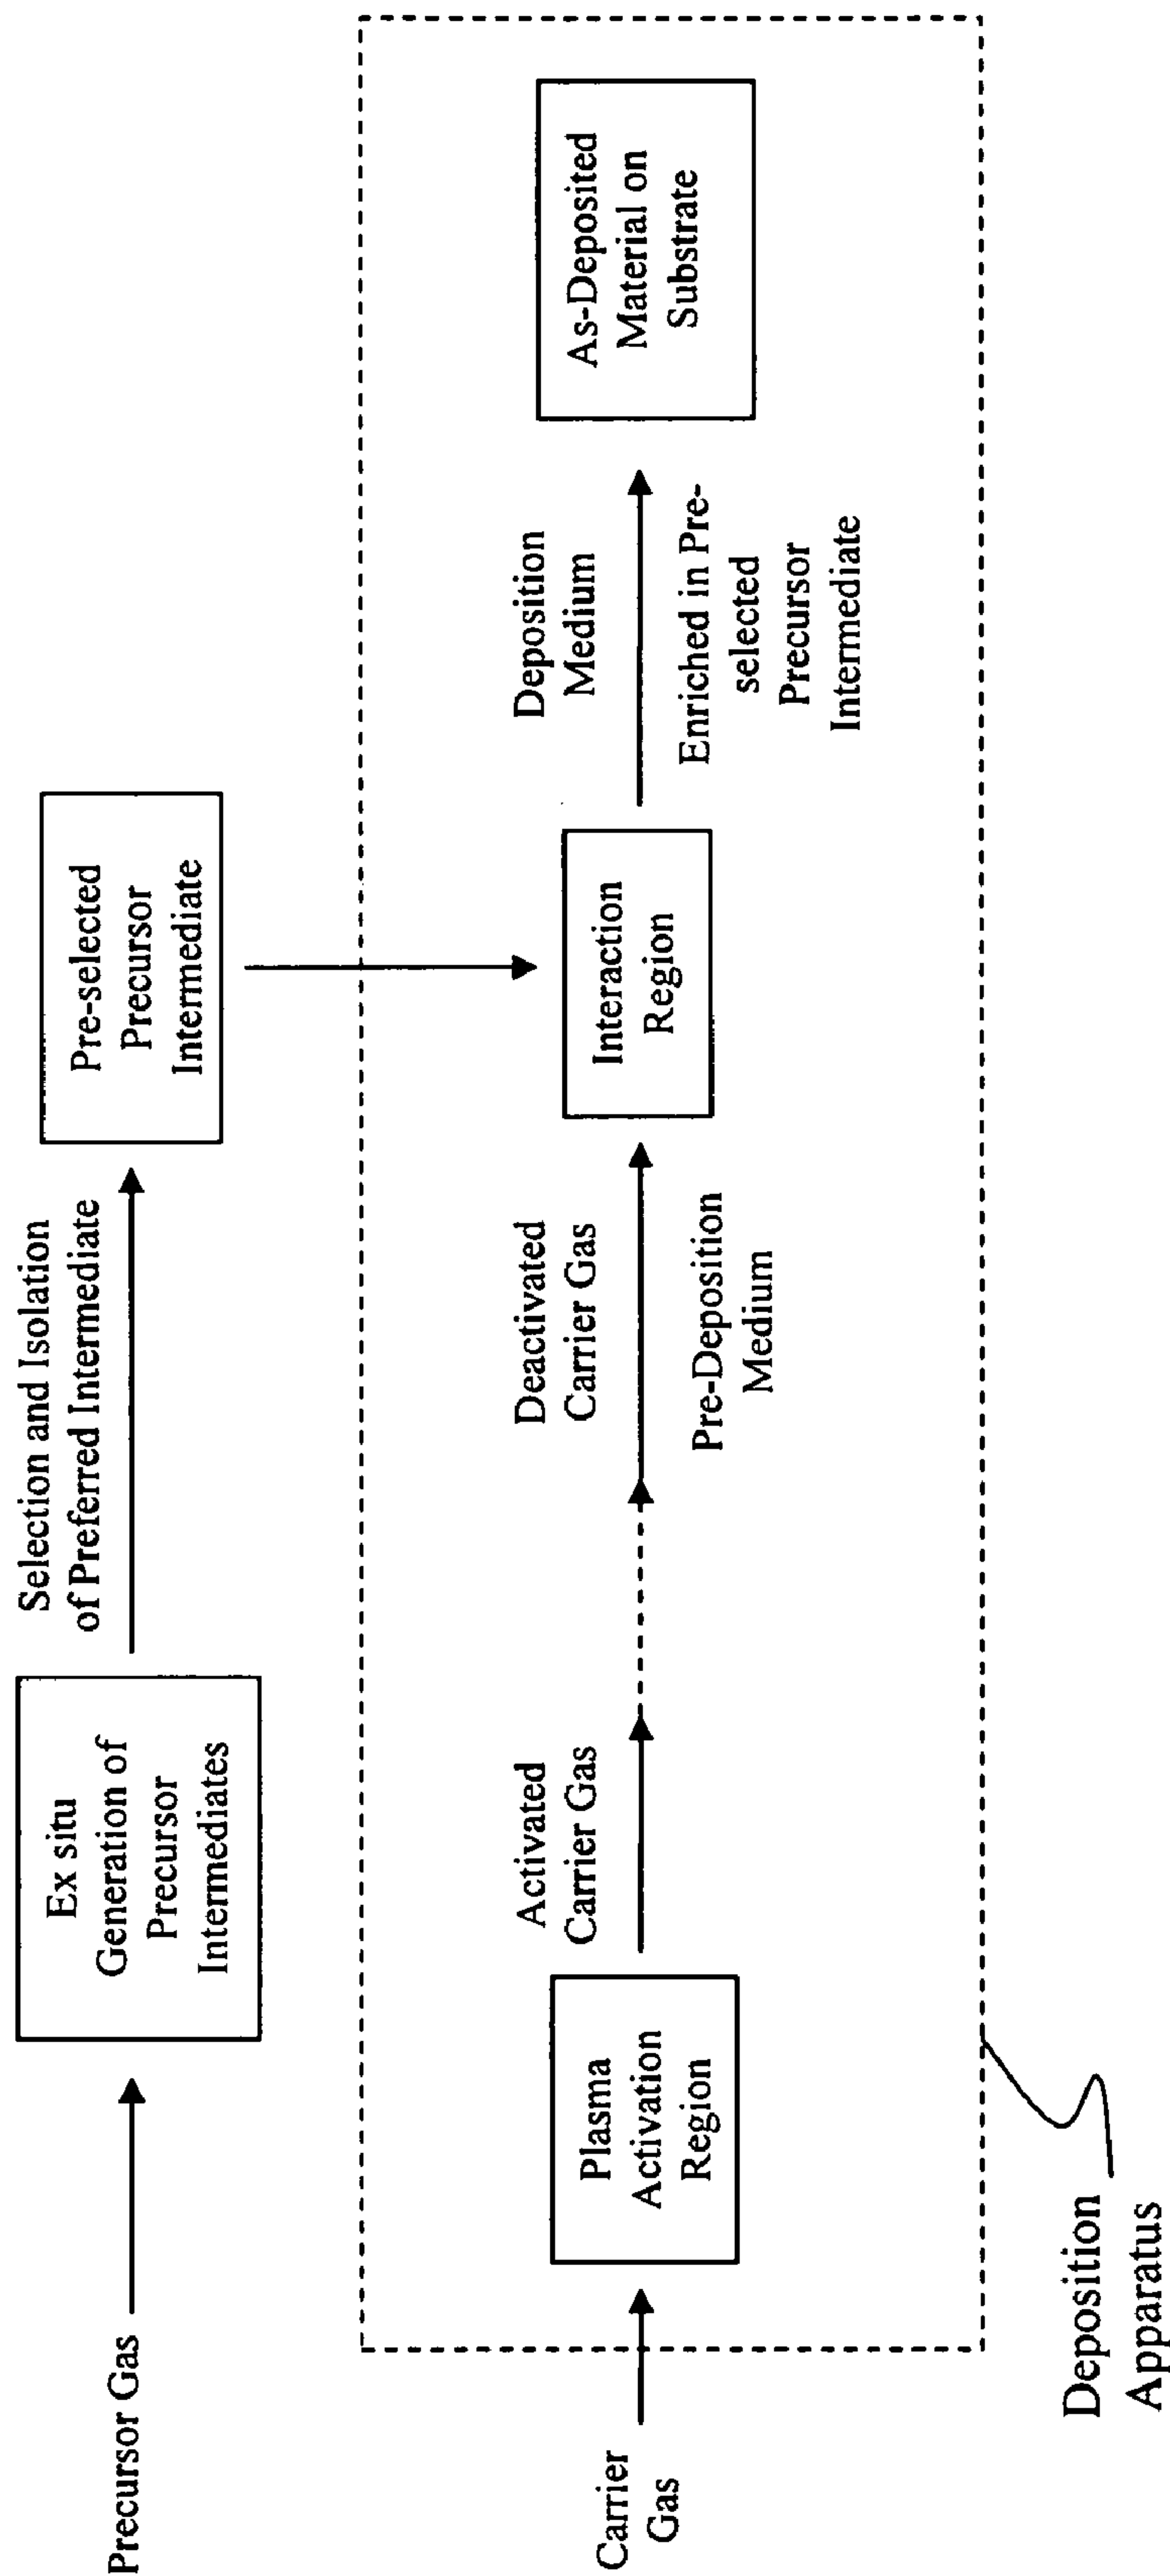 Precursor Gas
Ex situ
Generation of
Precursor
Intermediates
Selection and Isolation
of Preferred Intermediate
Pre-selected
Precursor
Intermediate
Carrier
Gas
Plasma
Activation
Region
Activated
Carrier Gas
Deactivated
Carrier Gas
Pre-Deposition
Medium
Interaction
Region
Deposition
Medium
Enriched in Pre-
selected
Precursor
Intermediate
As-Deposited
Material on
Substrate
Deposition
Apparatus